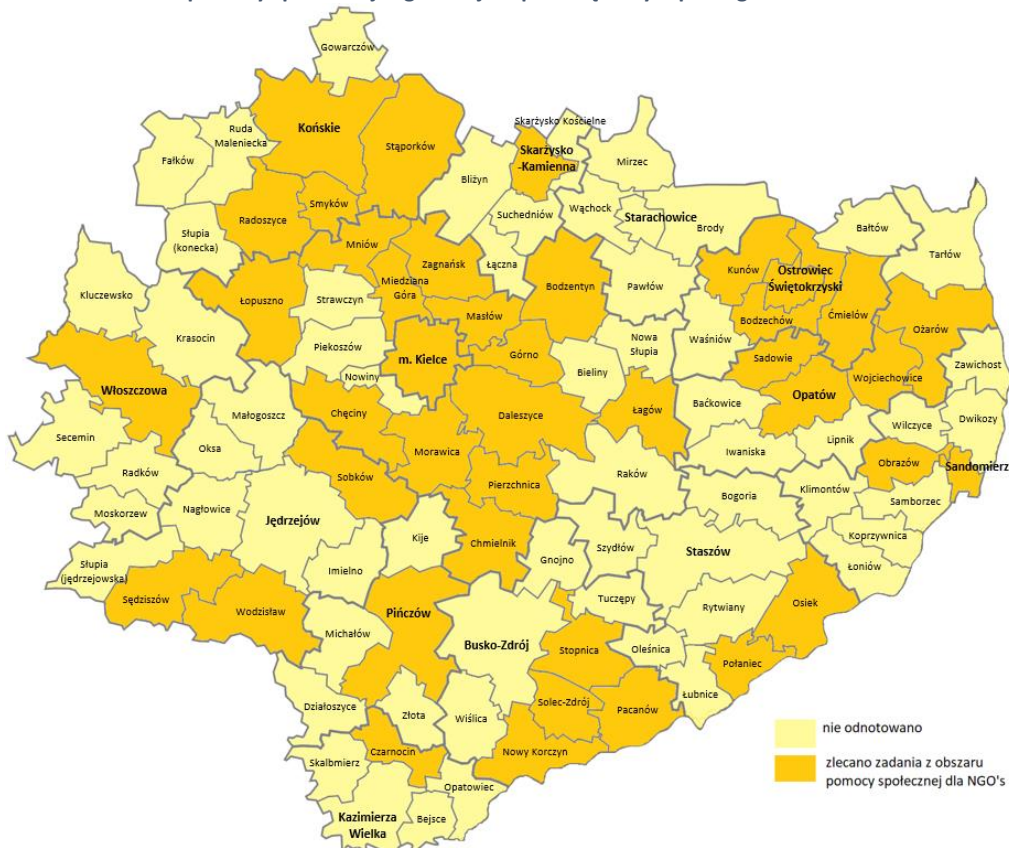 Gowarczów
Końskie
Stąporków
Ruda
Maleniecka
Fałków
Skarżysko Kościelne
Skarżysko
-Kamienna
Mirzec
Bliżyn
Radoszyce
Smyków
Słupia
(konecka)
Suchedniów
Wąchock
Starachowice
Brody
Bałtów
Tarłów
Mniów
Zagnańsk
Łączna
Kluczewsko
Łopuszno
Strawczyn
Miedziana
Góra
Bodzentyn
Pawłów
Kunów
Ostrowiec
Świętokrzyski
Krasocin
Masłów
Bodzechów
Ćmielów
Ożarów
Piekoszów
m. Kielce
Górno
Nowa
Słupia
Waśniów
Sadowie
Wojciechowice
Zawichost
Włoszczowa
Nowiny
Bieliny
Opatów
Małogoszcz
Chęciny
Daleszyce
Łagów
Baćkowice
Dwikozy
Secemin
Oksa
Morawica
Iwaniska
Lipnik
Wilczyce
Radków
Sobków
Raków
Obrazów
Sandomierz
Pierzchnica
Klimontów
Moskorzew
Nagłowice
Jędrzejów
Bogoria
Samborzec
Kije
Chmielnik
Szydłów
Staszów
Koprzywnica
Słupia
(jędrzejowska)
Imielno
Gnojno
Łoniów
Sędziszów
Wodzisław
Pińczów
Tuczępy
Rytwiany
Osiek
Michałów
Busko-Zdrój
Stopnica
Oleśnica
Połaniec
Łubnice
Działoszyce
Złota
Wiślica
Solec-Zdrój
Pacanów
Czarnocin
Nowy Korczyn
Skalbmierz
Opatowiec
Kazimierza
Wielka
Bejsce
nie odnotowano
zlecano zadania z obszaru
pomocy społecznej dla NGO's